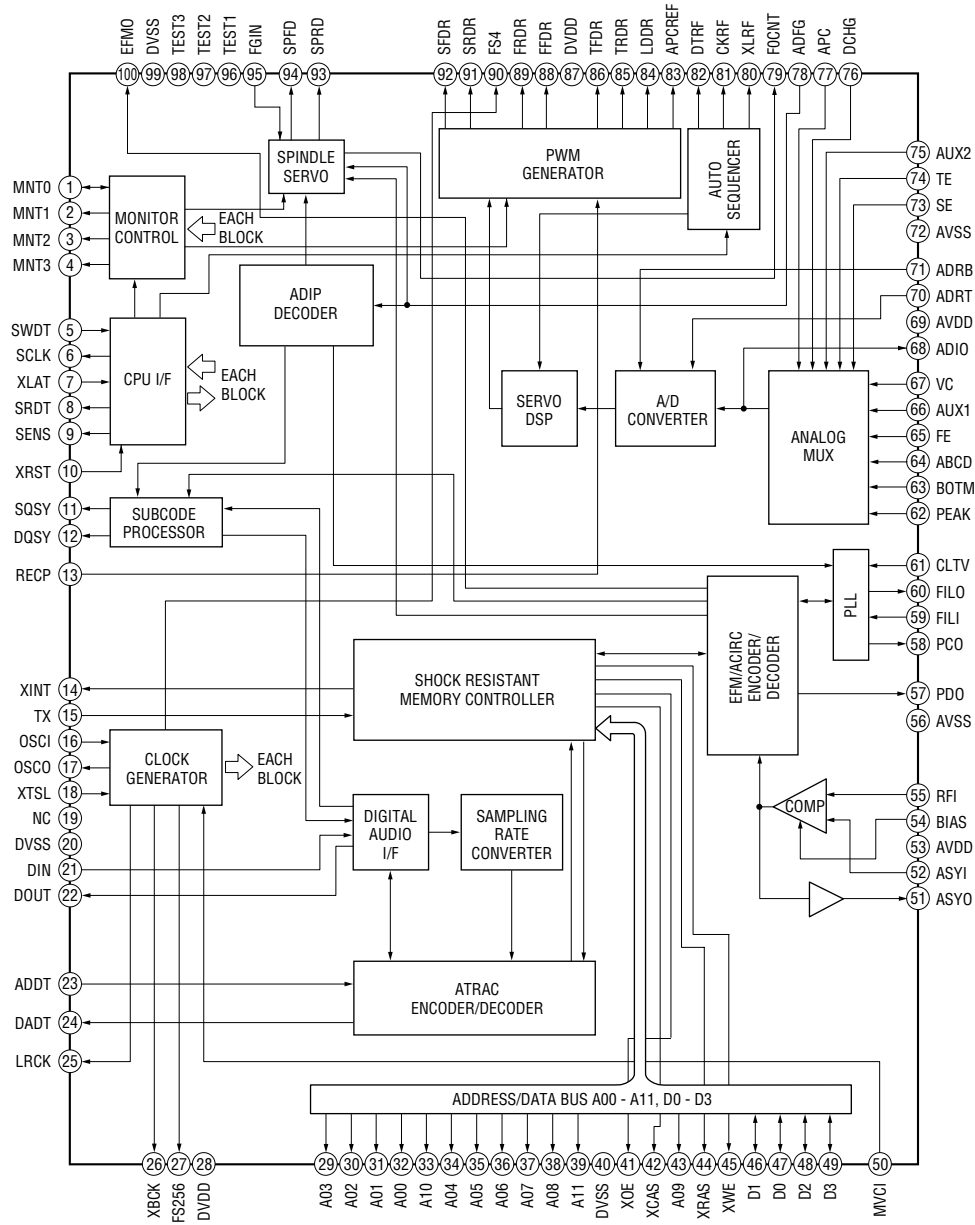 EFMO
DVSS
TEST3
TEST2
TEST1
FGIN
SPFD
SPRD
SFDR
SRDR
FS4
FRDR
FFDR
DVDD
TFDR
TRDR
LDDR
APCREF
DTRF
CKRF
XLRF
F0CNT
ADFG
APC
DCHG
100 99 98 97 96 95 94 93 92 91 90 89 88 87 86 85 84 83 82 81 80 79 78 77 76
MNT0 1
MNT1 2
MNT2 3
MNT3 4
SWDT 5
SCLK 6
XLAT 7
SRDT 8
SENS 9
XRST 10
SQSY 11
DQSY 12
RECP 13
XINT 14
TX 15
OSCI 16
OSCO 17
XTSL 18
NC 19
DVSS 20
DIN 21
DOUT 22
ADDT 23
DADT 24
LRCK 25
MONITOR
CONTROL
EACH
BLOCK
SPINDLE
SERVO
PWM
GENERATOR
AUTO
SEQUENCER
ADIP
DECODER
CPU I/F
EACH
BLOCK
SERVO
DSP
A/D
CONVERTER
ANALOG
MUX
SUBCODE
PROCESSOR
PLL
EFM/ACIRC
ENCODER/
DECODER
SHOCK RESISTANT
MEMORY CONTROLLER
CLOCK
GENERATOR
EACH
BLOCK
DIGITAL
AUDIO
I/F
SAMPLING
RATE
CONVERTER
COMP
ATRAC
ENCODER/DECODER
ADDRESS/DATA BUS A00 - A11, D0 - D3
75 AUX2
74 TE
73 SE
72 AVSS
71 ADRB
70 ADRT
69 AVDD
68 ADIO
67 VC
66 AUX1
65 FE
64 ABCD
63 BOTM
62 PEAK
61 CLTV
60 FILO
59 FILI
58 PCO
57 PDO
56 AVSS
55 RFI
54 BIAS
53 AVDD
52 ASYI
51 ASYO
26 27 28 29 30 31 32 33 34 35 36 37 38 39 40 41 42 43 44 45 46 47 48 49 50
XBCK
FS256
DVDD
A03
A02
A01
A00
A10
A04
A05
A06
A07
A08
A11
DVSS
XOE
XCAS
A09
XRAS
XWE
D1
D0
D2
D3
MVCI